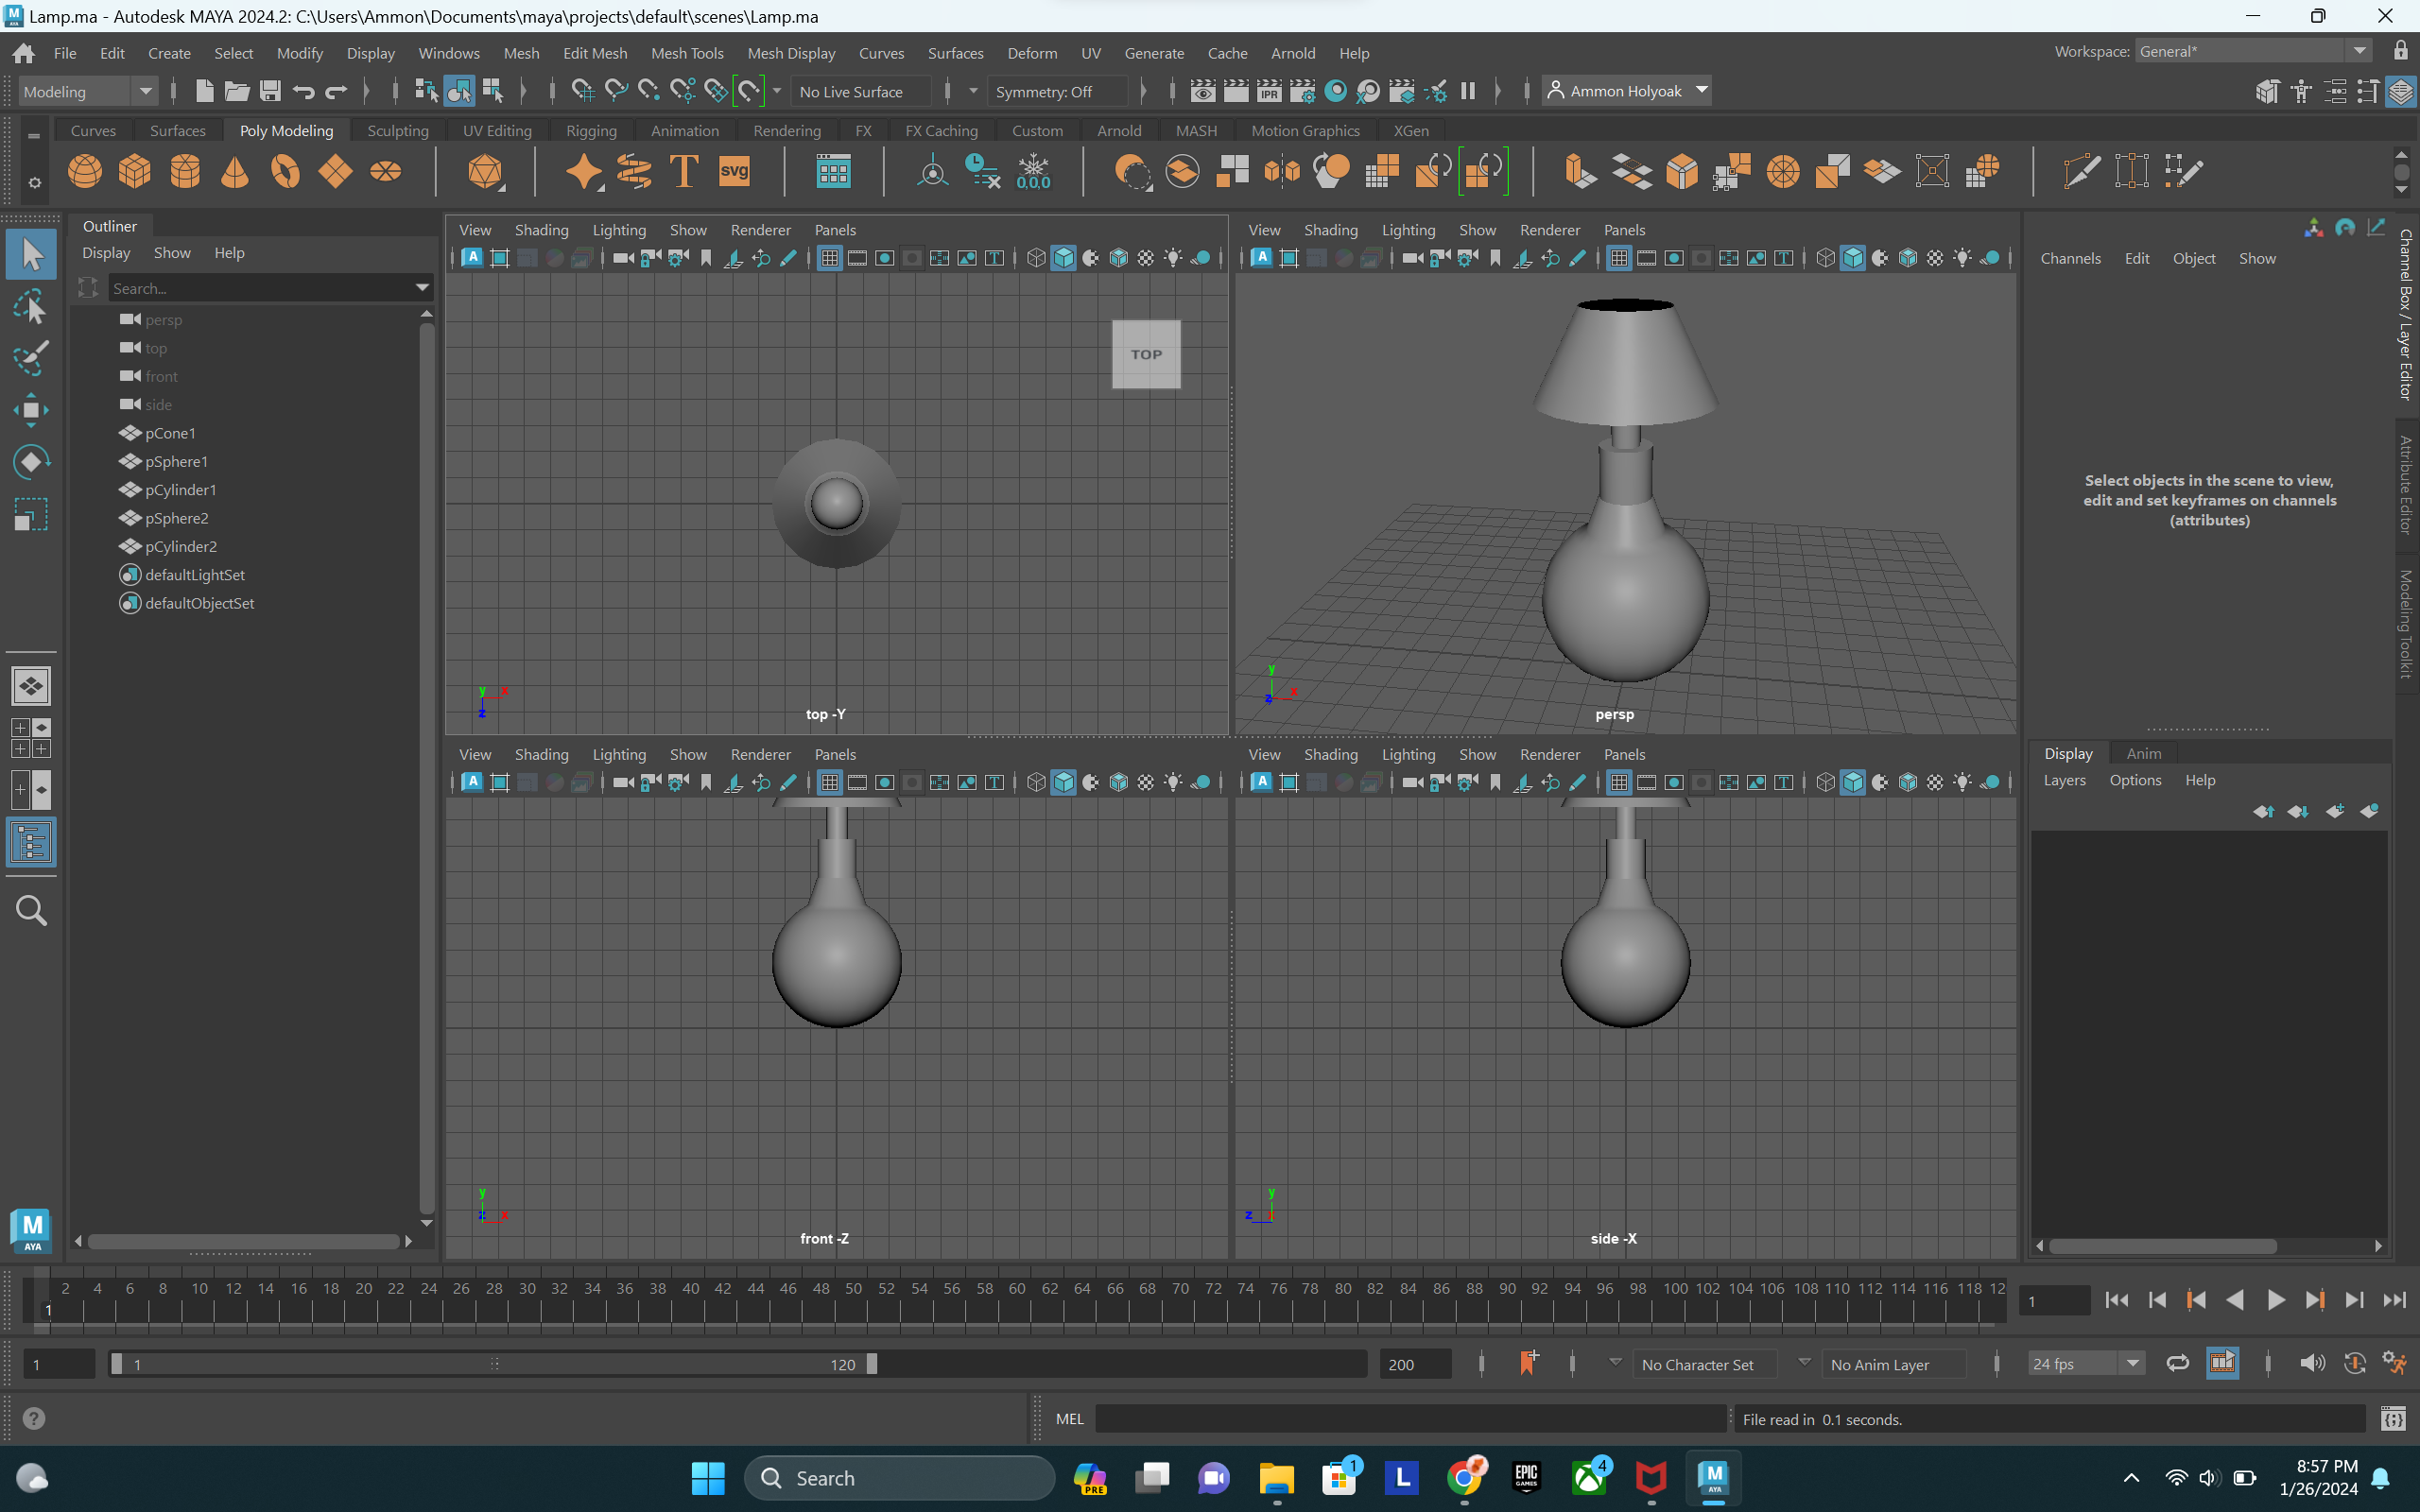 Lamp.ma - Autodesk MAYA 2024.2: C:\Users\Ammon\Documents\maya\projects\default\scenes\Lamp.ma
File Edit Create Select Modify Display Windows Mesh Edit Mesh Mesh Tools Mesh Display Curves Surfaces Deform UV Generate Cache Arnold Help
Workspace: General*
Modeling
No Live Surface
Symmetry: Off
IPR
Ammon Holyoak
Curves Surfaces Poly Modeling Sculpting UV Editing Rigging Animation Rendering FX FX Caching Custom Arnold MASH Motion Graphics XGen
T
svg
0,0,0
Outliner
Display Show Help
Search...
persp
top
front
side
pCone1
pSphere1
pCylinder1
pSphere2
pCylinder2
defaultLightSet
defaultObjectSet
View Shading Lighting Show Renderer Panels
TOP
y x
z
top -Y
View Shading Lighting Show Renderer Panels
y
z x
persp
View Shading Lighting Show Renderer Panels
y
z x
front -Z
View Shading Lighting Show Renderer Panels
y
z x
side -X
Channels Edit Object Show
Select objects in the scene to view,
edit and set keyframes on channels
(attributes)
Channel Box / Layer Editor
Attribute Editor
Modeling Toolkit
Display Anim
Layers Options Help
M
AYA
2 4 6 8 10 12 14 16 18 20 22 24 26 28 30 32 34 36 38 40 42 44 46 48 50 52 54 56 58 60 62 64 66 68 70 72 74 76 78 80 82 84 86 88 90 92 94 96 98 100 102 104 106 108 110 112 114 116 118 12
1
1
1 1 120 200
No Character Set
No Anim Layer
24 fps
MEL
File read in 0.1 seconds.
Search
PRE
1
L
EPIC
GAMES
4
M
AYA
8:57 PM
1/26/2024